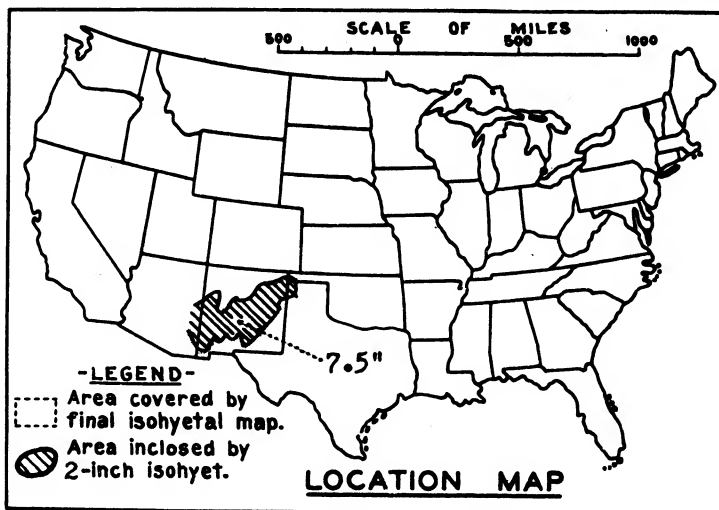 SCALE OF MILES
500 0 500 1000
7.5"
-LEGEND-
Area covered by
final isohyetal map.
Area inclosed by
2-inch isohyet.
LOCATION MAP